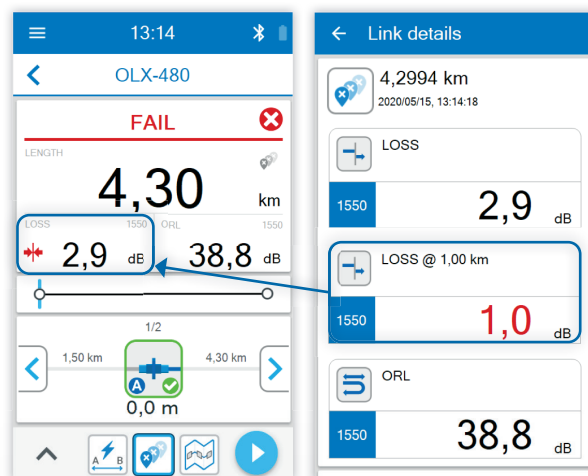 13:14
OLX-480
FAIL
LENGTH
4,30 km
LOSS 1550 ORL 1550
2,9 dB 38,8 dB
1/2
1,50 km 4,30 km
A
0,0 m
A B
Link details
4,2994 km
2020/05/15, 13:14:18
LOSS
1550 2,9 dB
LOSS @ 1,00 km
1550 1,0 dB
ORL
1550 38,8 dB